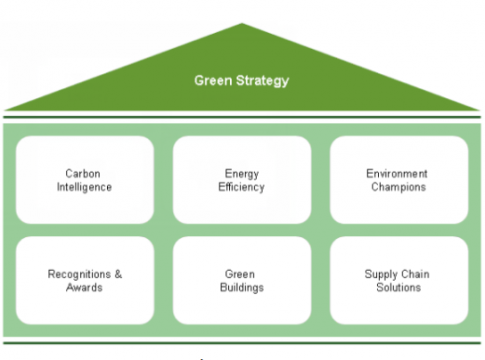 Green Strategy
Carbon
Intelligence
Energy
Efficiency
Environment
Champions
Recognitions &
Awards
Green
Buildings
Supply Chain
Solutions